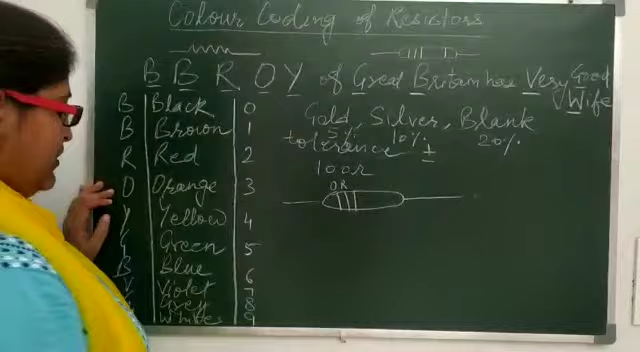 Colour Coding of Resistors
B B R O Y of Great Britain has Very Good Wife
B Black 0
B Brown 1
R Red 2
O Orange 3
Y Yellow 4
G Green 5
B Blue 6
V Violet 7
Grey 8
White 9
Gold, Silver, Blank
5% 10% 20%
tolerance ±
100Ω
OR